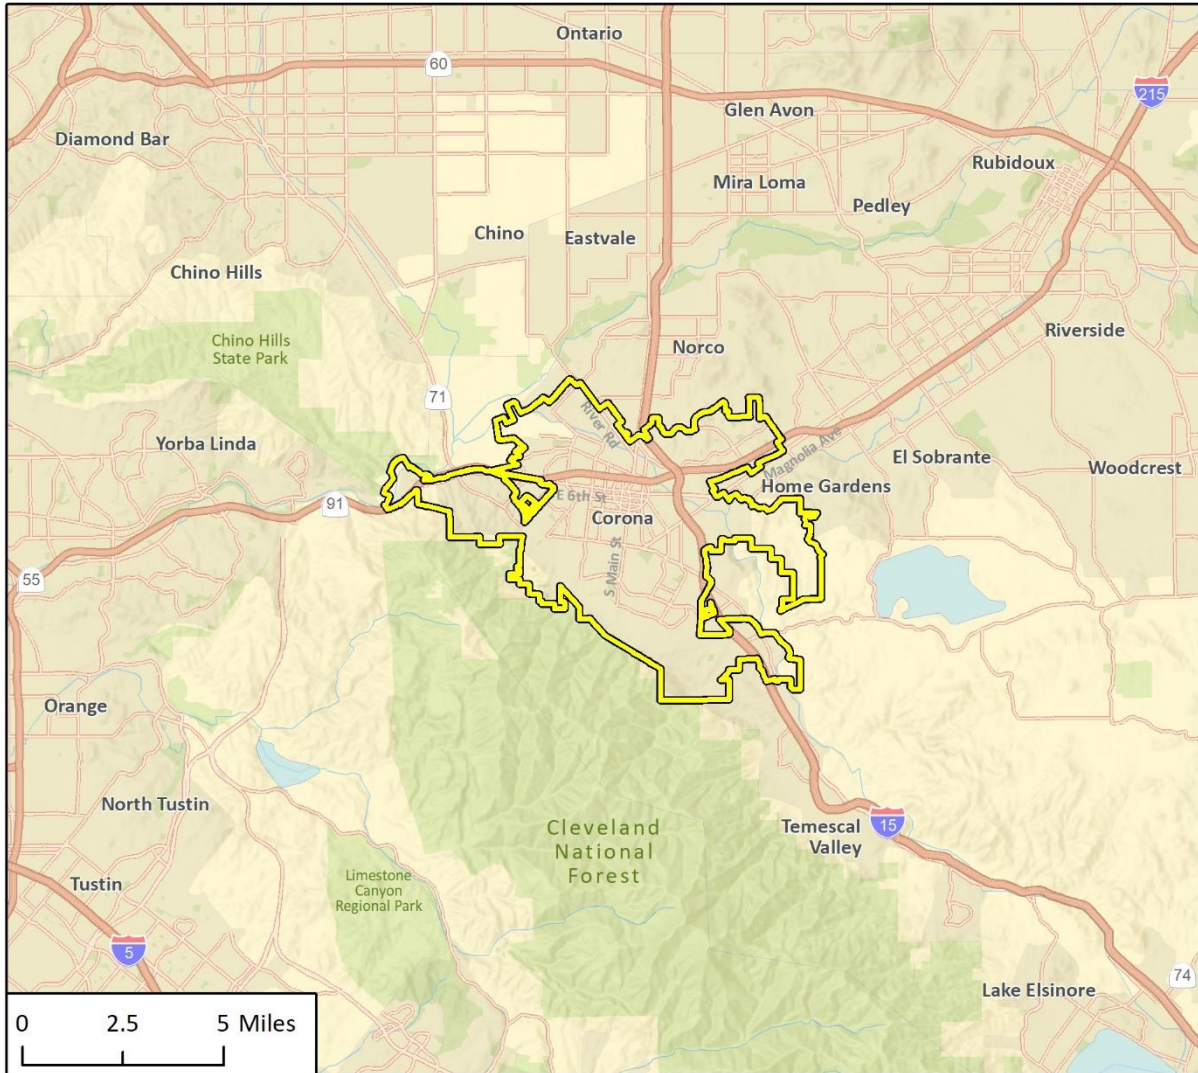 Ontario
60
215
Glen Avon
Diamond Bar
Rubidoux
Mira Loma
Pedley
Chino
Eastvale
Chino Hills
Riverside
Chino Hills
State Park
Norco
71
River Rd
Yorba Linda
Magnolia Ave
El Sobrante
Woodcrest
Home Gardens
E 6th St
91
Corona
S Main St
55
Orange
North Tustin
Cleveland
National
Forest
Temescal
Valley
15
Tustin
Limestone
Canyon
Regional Park
5
74
Lake Elsinore
0 2.5 5 Miles